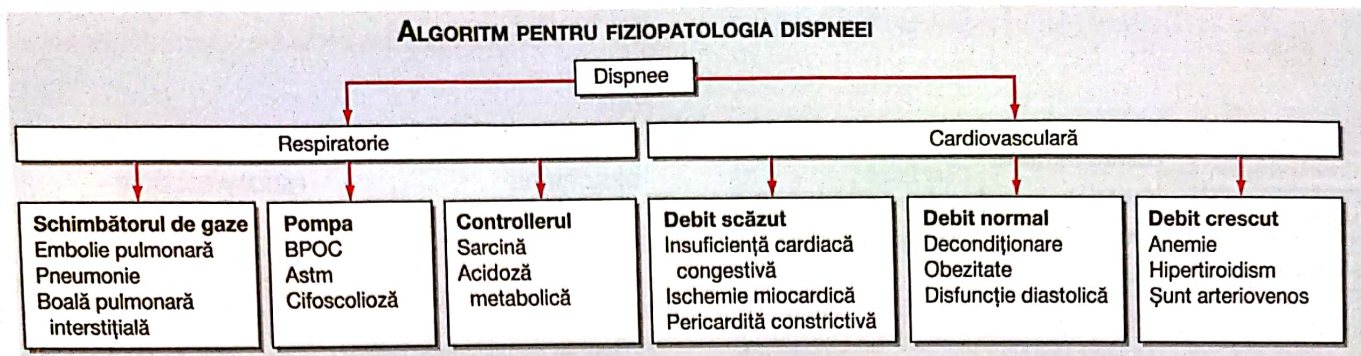 ALGORITM PENTRU FIZIOPATOLOGIA DISPNEEI
Dispnee
Respiratorie
Cardiovasculară
Schimbătorul de gaze
Embolie pulmonară
Pneumonie
Boală pulmonară
interstițială
Pompa
BPOC
Astm
Cifoscolioză
Controllerul
Sarcină
Acidoză
metabolică
Debit scăzut
Insuficiență cardiacă
congestivă
Ischemie miocardică
Pericardită constrictivă
Debit normal
Decondiționare
Obezitate
Disfuncție diastolică
Debit crescut
Anemie
Hipertiroidism
Șunt arteriovenos